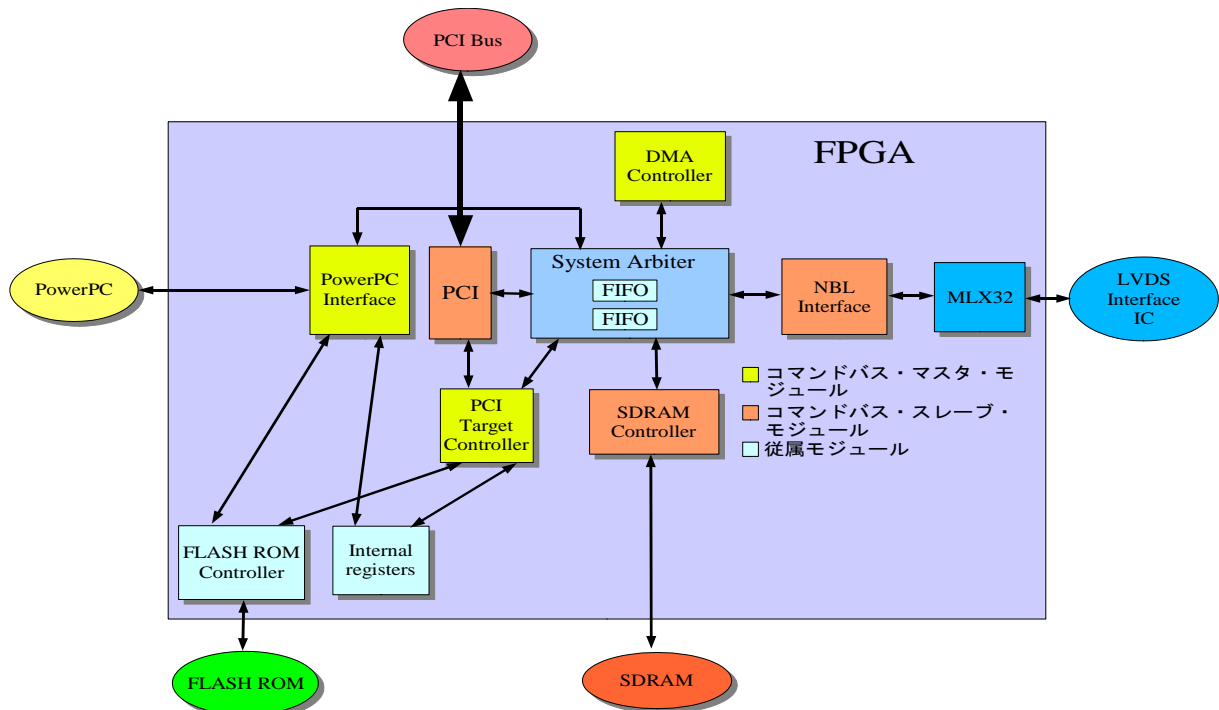 PCI Bus
FPGA
DMA
Controller
PowerPC
PowerPC
Interface
PCI
System Arbiter
FIFO
FIFO
NBL
Interface
MLX32
LVDS
Interface
IC
PCI
Target
Controller
SDRAM
Controller
コマンドバス・マスタ・モ
ジュール
コマンドバス・スレーブ・
モジュール
従属モジュール
FLASH ROM
Controller
Internal
registers
FLASH ROM
SDRAM